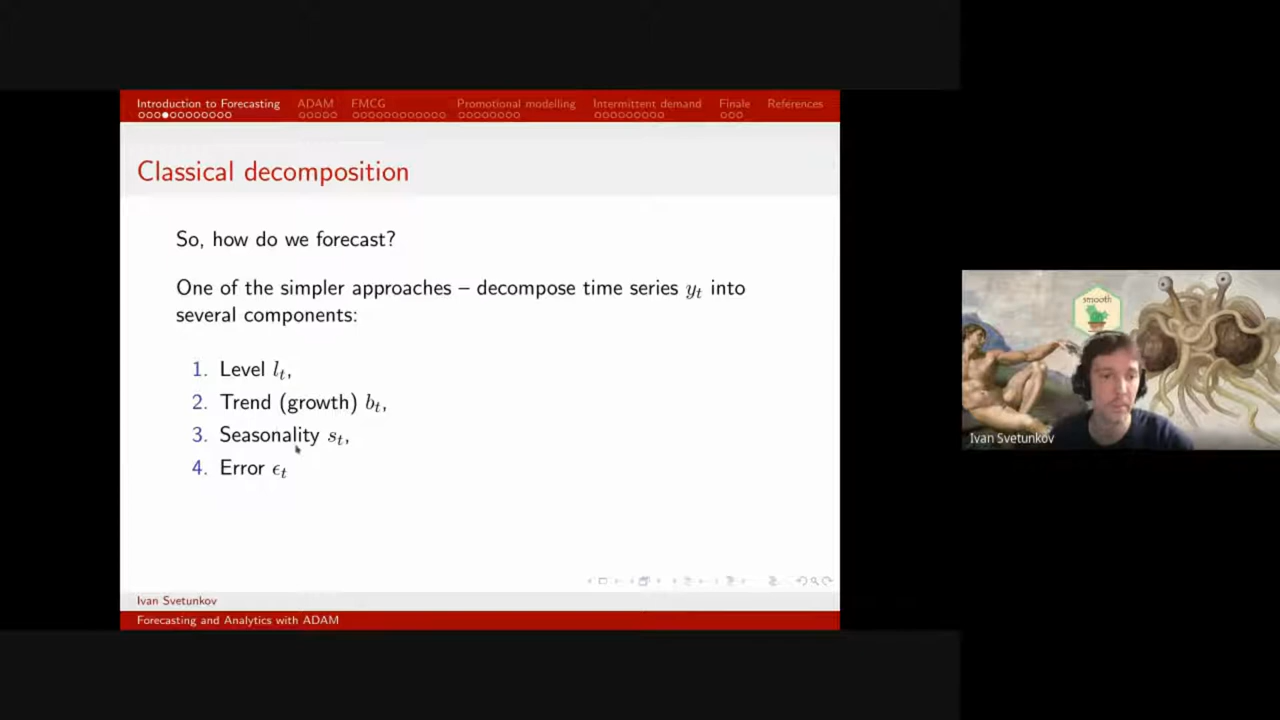 Introduction to Forecasting ADAM FMCG Promotional modelling Intermittent demand Finale References
Classical decomposition
So, how do we forecast?
One of the simpler approaches – decompose time series yₜ into
several components:
1. Level lₜ,
2. Trend (growth) bₜ,
3. Seasonality sₜ,
4. Error ϵₜ
Ivan Svetunkov
Forecasting and Analytics with ADAM
smooth
Ivan Svetunkov